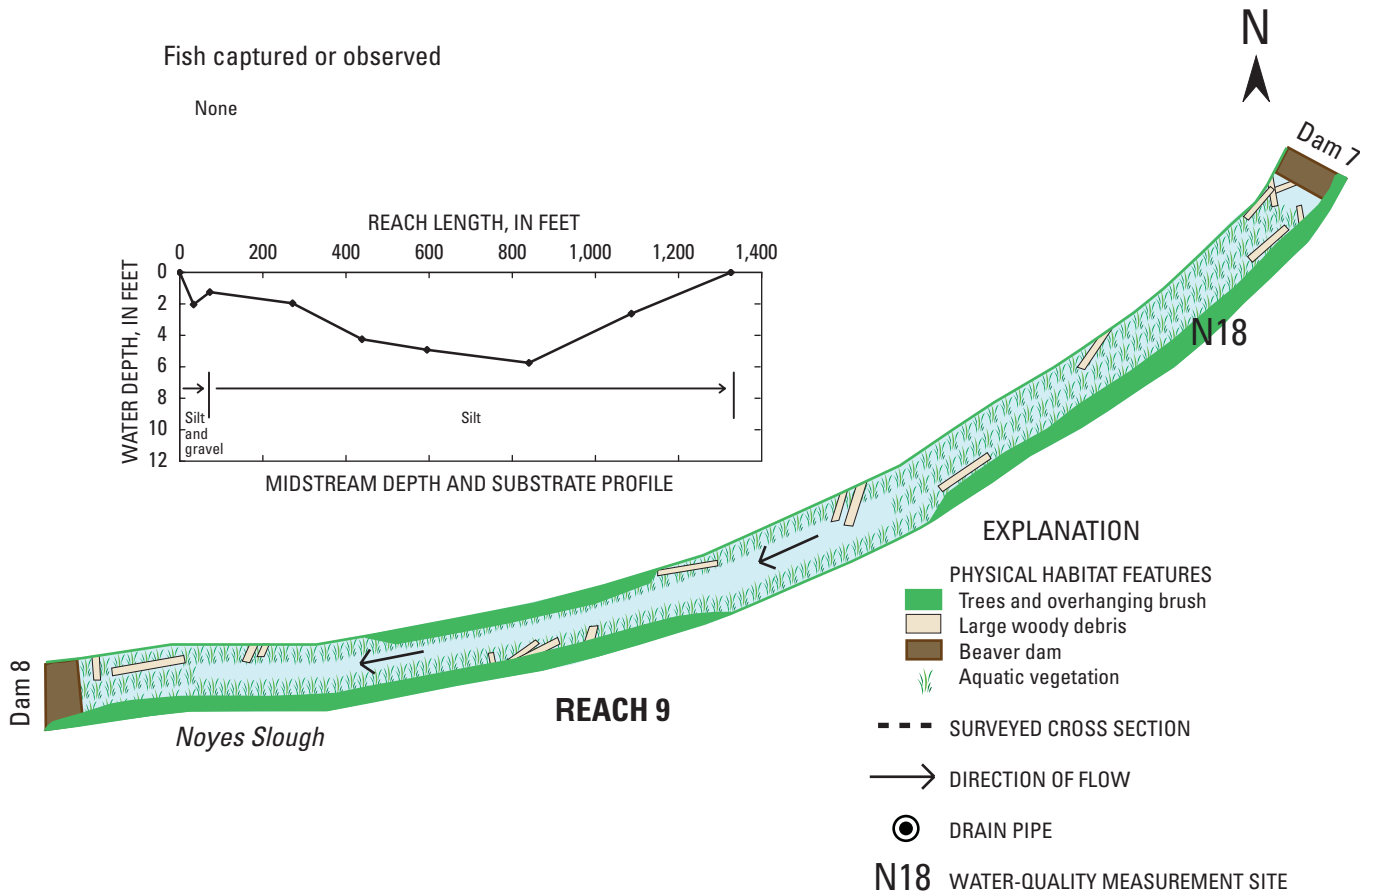 Fish captured or observed
None
N
Dam 7
REACH LENGTH, IN FEET
0 200 400 600 800 1,000 1,200 1,400
WATER DEPTH, IN FEET
0
2
4
6
8
10
12
Silt
and
gravel
Silt
MIDSTREAM DEPTH AND SUBSTRATE PROFILE
N18
Dam 8
Noyes Slough
REACH 9
EXPLANATION
PHYSICAL HABITAT FEATURES
Trees and overhanging brush
Large woody debris
Beaver dam
Aquatic vegetation
SURVEYED CROSS SECTION
DIRECTION OF FLOW
DRAIN PIPE
N18 WATER-QUALITY MEASUREMENT SITE